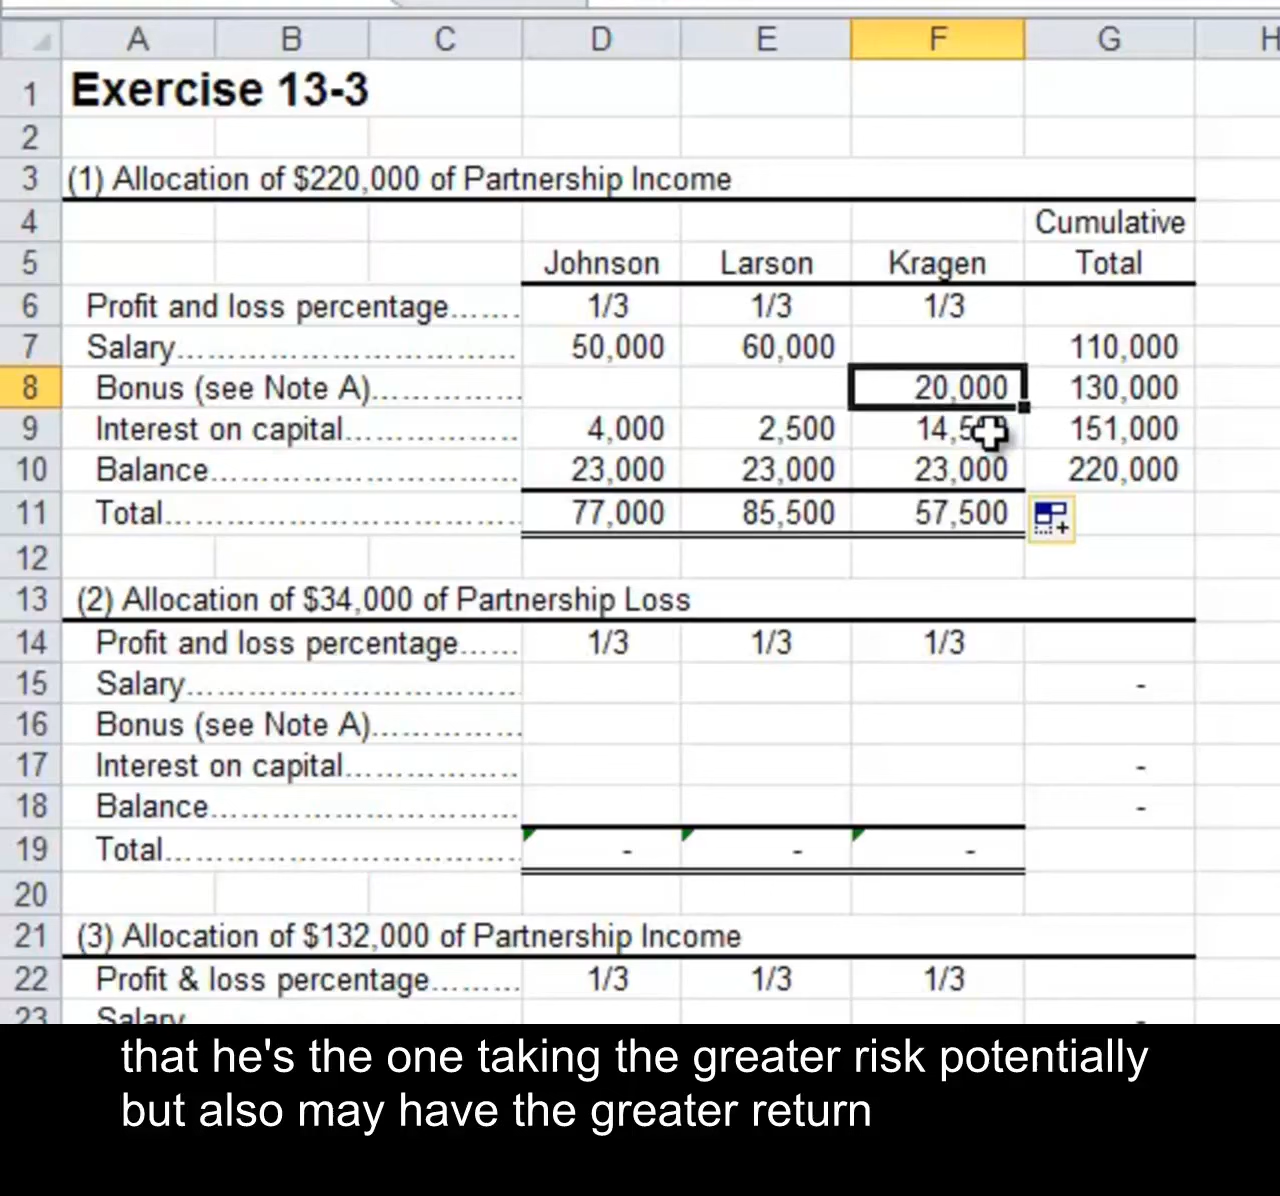 A B C D E F G H
1 Exercise 13-3
2
3 (1) Allocation of $220,000 of Partnership Income
4 Cumulative
5 Johnson Larson Kragen Total
6 Profit and loss percentage....... 1/3 1/3 1/3
7 Salary................................. 50,000 60,000 110,000
8 Bonus (see Note A)............... 20,000 130,000
9 Interest on capital................. 4,000 2,500 151,000
10 Balance.............................. 23,000 23,000 23,000 220,000
11 Total................................... 77,000 85,500 57,500
12
13 (2) Allocation of $34,000 of Partnership Loss
14 Profit and loss percentage...... 1/3 1/3 1/3
15 Salary................................. -
16 Bonus (see Note A)...............
17 Interest on capital................. -
18 Balance.............................. -
19 Total................................... - - -
20
21 (3) Allocation of $132,000 of Partnership Income
22 Profit & loss percentage......... 1/3 1/3 1/3
23 Salary -
that he's the one taking the greater risk potentially
but also may have the greater return